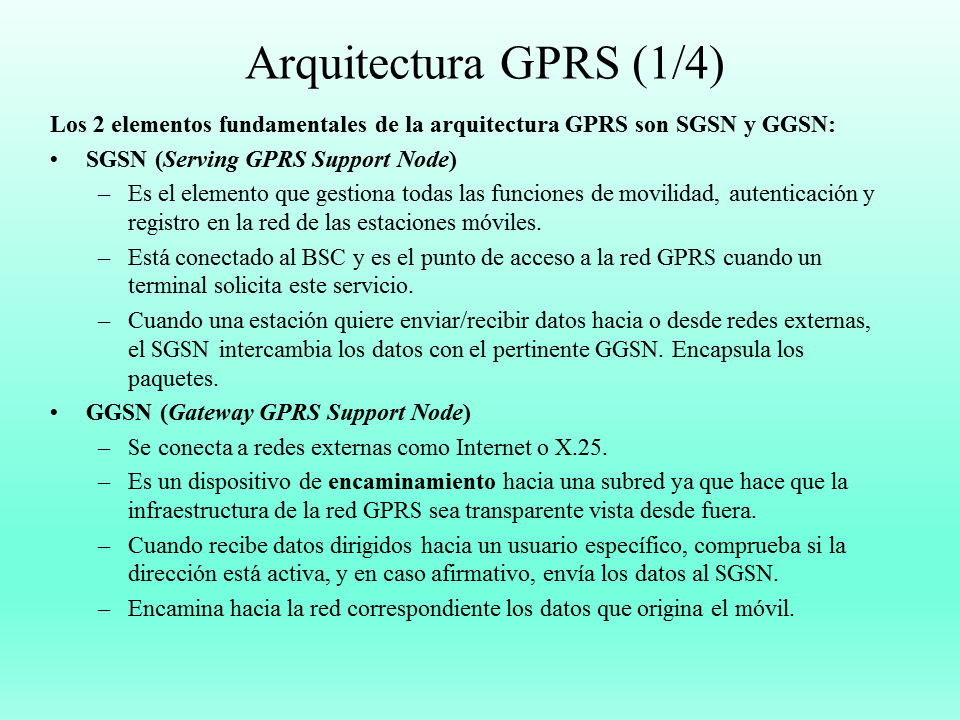 Arquitectura GPRS (1/4)
Los 2 elementos fundamentales de la arquitectura GPRS son SGSN y GGSN:
• SGSN (Serving GPRS Support Node)
– Es el elemento que gestiona todas las funciones de movilidad, autenticación y
registro en la red de las estaciones móviles.
– Está conectado al BSC y es el punto de acceso a la red GPRS cuando un
terminal solicita este servicio.
– Cuando una estación quiere enviar/recibir datos hacia o desde redes externas,
el SGSN intercambia los datos con el pertinente GGSN. Encapsula los
paquetes.
• GGSN (Gateway GPRS Support Node)
– Se conecta a redes externas como Internet o X.25.
– Es un dispositivo de encaminamiento hacia una subred ya que hace que la
infraestructura de la red GPRS sea transparente vista desde fuera.
– Cuando recibe datos dirigidos hacia un usuario específico, comprueba si la
dirección está activa, y en caso afirmativo, envía los datos al SGSN.
– Encamina hacia la red correspondiente los datos que origina el móvil.